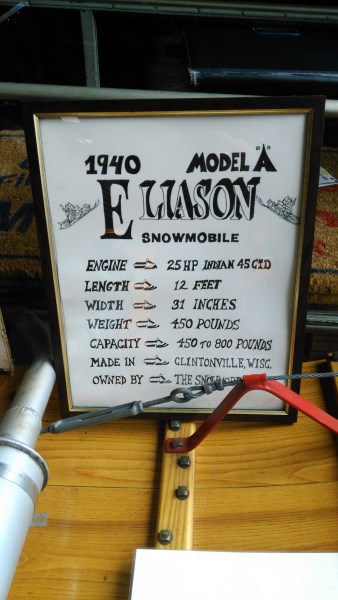 1940 MODEL "A"
ELIASON
SNOWMOBILE
ENGINE 25 HP INDIAN 45 CID
LENGTH 12 FEET
WIDTH 31 INCHES
WEIGHT 450 POUNDS
CAPACITY 450 TO 800 POUNDS
MADE IN CLINTONVILLE, WISC.
OWNED BY THE